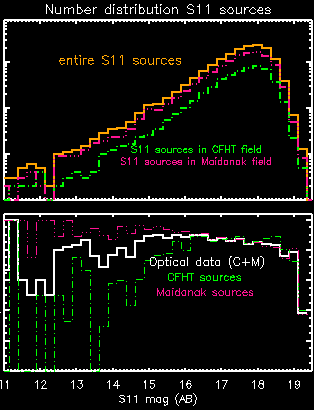 Number distribution S11 sources
entire S11 sources
S11 sources in CFHT field
S11 sources in Maidanak field
Optical data (C+M)
CFHT sources
Maidanak sources
11 12 13 14 15 16 17 18 19
S11 mag (AB)